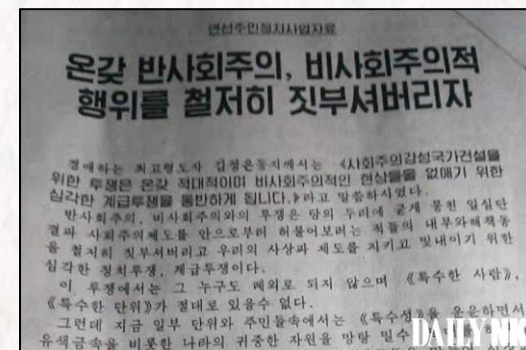 연선주민정치사업자료
온갖 반사회주의, 비사회주의적
행위를 철저히 짓부셔버리자
경애하는 최고령도자 김정은동지께서는 《사회주의강성국가건설을
위한 투쟁은 온갖 적대적이며 비사회주의적인 현상들을 없애기 위한
심각한 계급투쟁을 동반하게 됩니다.》라고 말씀하시였다.
반사회주의, 비사회주의와의 투쟁은 당의 두리에 굳게 뭉친 일심단
결과 사회주의제도를 안으로부터 허물어보려는 적들의 내부와해책동
을 철저히 짓부셔버리고 우리의 사상과 제도를 지키고 빛내이기 위한
심각한 정치투쟁, 계급투쟁이다.
이 투쟁에서는 그 누구도 례외로 되지 않으며 《특수한 사람》,
《특수한 단위》가 절대로 있을수 없다.
그런데 지금 일부 단위와 주민들속에서는 《특수성》을 운운하면서
유색금속을 비롯한 나라의 귀중한 자원을 망탕 밀수
DAILY NK